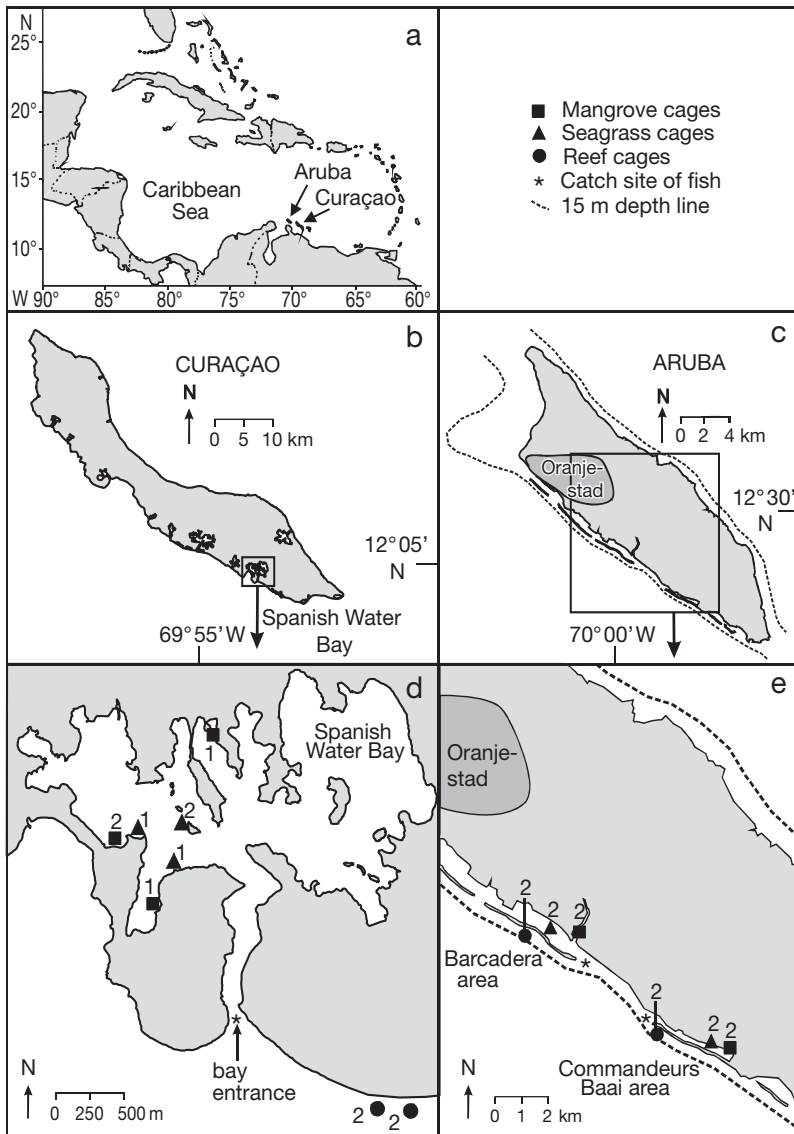 N
25°
20°
15°
10°
W 90° 85° 80° 75° 70° 65° 60°
a
Caribbean
Sea
Aruba
Curaçao
■ Mangrove cages
▲ Seagrass cages
● Reef cages
* Catch site of fish
15 m depth line
b
CURAÇAO
N
0 5 10 km
12°05'
N
69°55'W
Spanish Water
Bay
c
ARUBA
N
0 2 4 km
Oranje-
stad
12°30'
N
70°00'W
d
Spanish
Water Bay
1
2 1 2
1
1
*
bay
entrance
N
0 250 500 m
2 2
e
Oranje-
stad
2 2 2
*
Barcadera
area
2
*
2 2
Commandeurs
Baai area
N
0 1 2 km